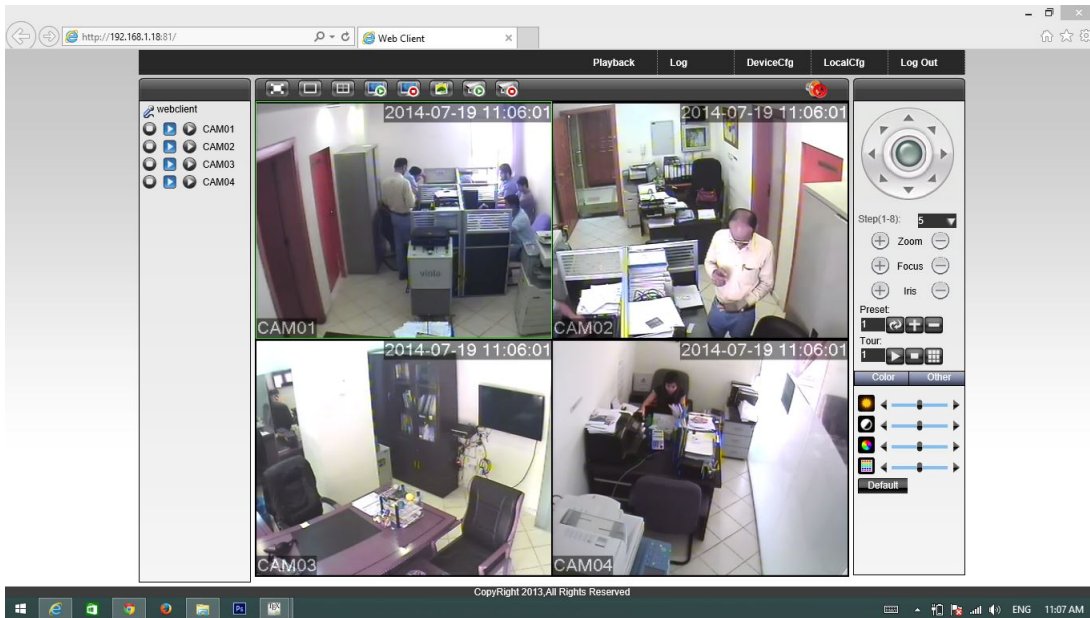 http://192.168.1.18:81/
Web Client
Playback Log DeviceCfg LocalCfg Log Out
webclient
CAM01
CAM02
CAM03
CAM04
2014-07-19 11:06:01
CAM01
2014-07-19 11:06:01
CAM02
2014-07-19 11:06:01
CAM03
2014-07-19 11:06:01
CAM04
Step(1-8): 5
Zoom
Focus
Iris
Preset:
1
Tour:
1
Color Other
Default
CopyRight 2013,All Rights Reserved
Ps
ENG 11:07 AM